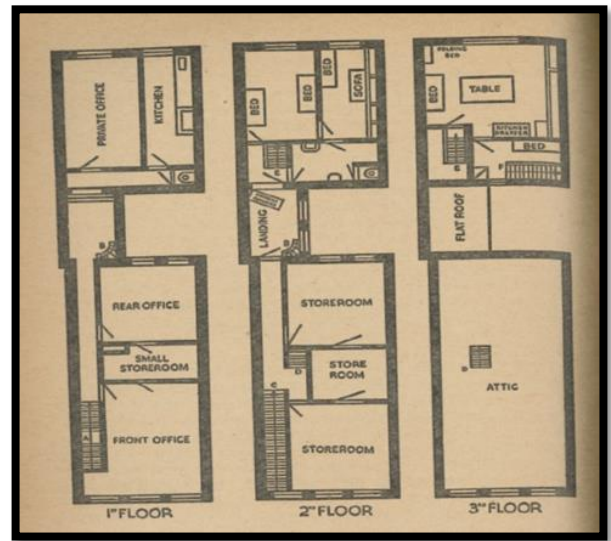 PRIVATE OFFICE
KITCHEN
B
REAR OFFICE
SMALL
STOREROOM
A
FRONT OFFICE
1ST FLOOR
BED
BED
BED
SOFA
E
LANDING
B
STOREROOM
D
STORE
ROOM
C
STOREROOM
2ND FLOOR
FOLDING
BED
BED
TABLE
KITCHEN
BED
E
F
FLAT ROOF
D
ATTIC
3RD FLOOR